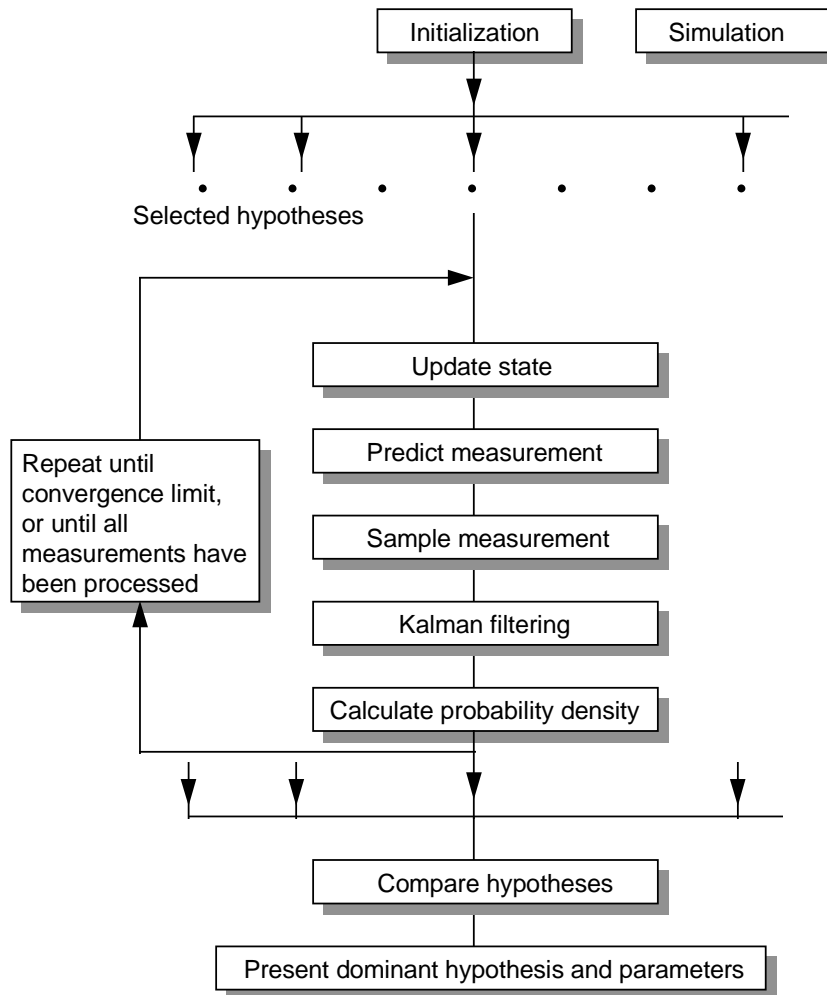 Initialization
Simulation
Selected hypotheses
Update state
Predict measurement
Repeat until
convergence limit,
or until all
measurements have
been processed
Sample measurement
Kalman filtering
Calculate probability density
Compare hypotheses
Present dominant hypothesis and parameters